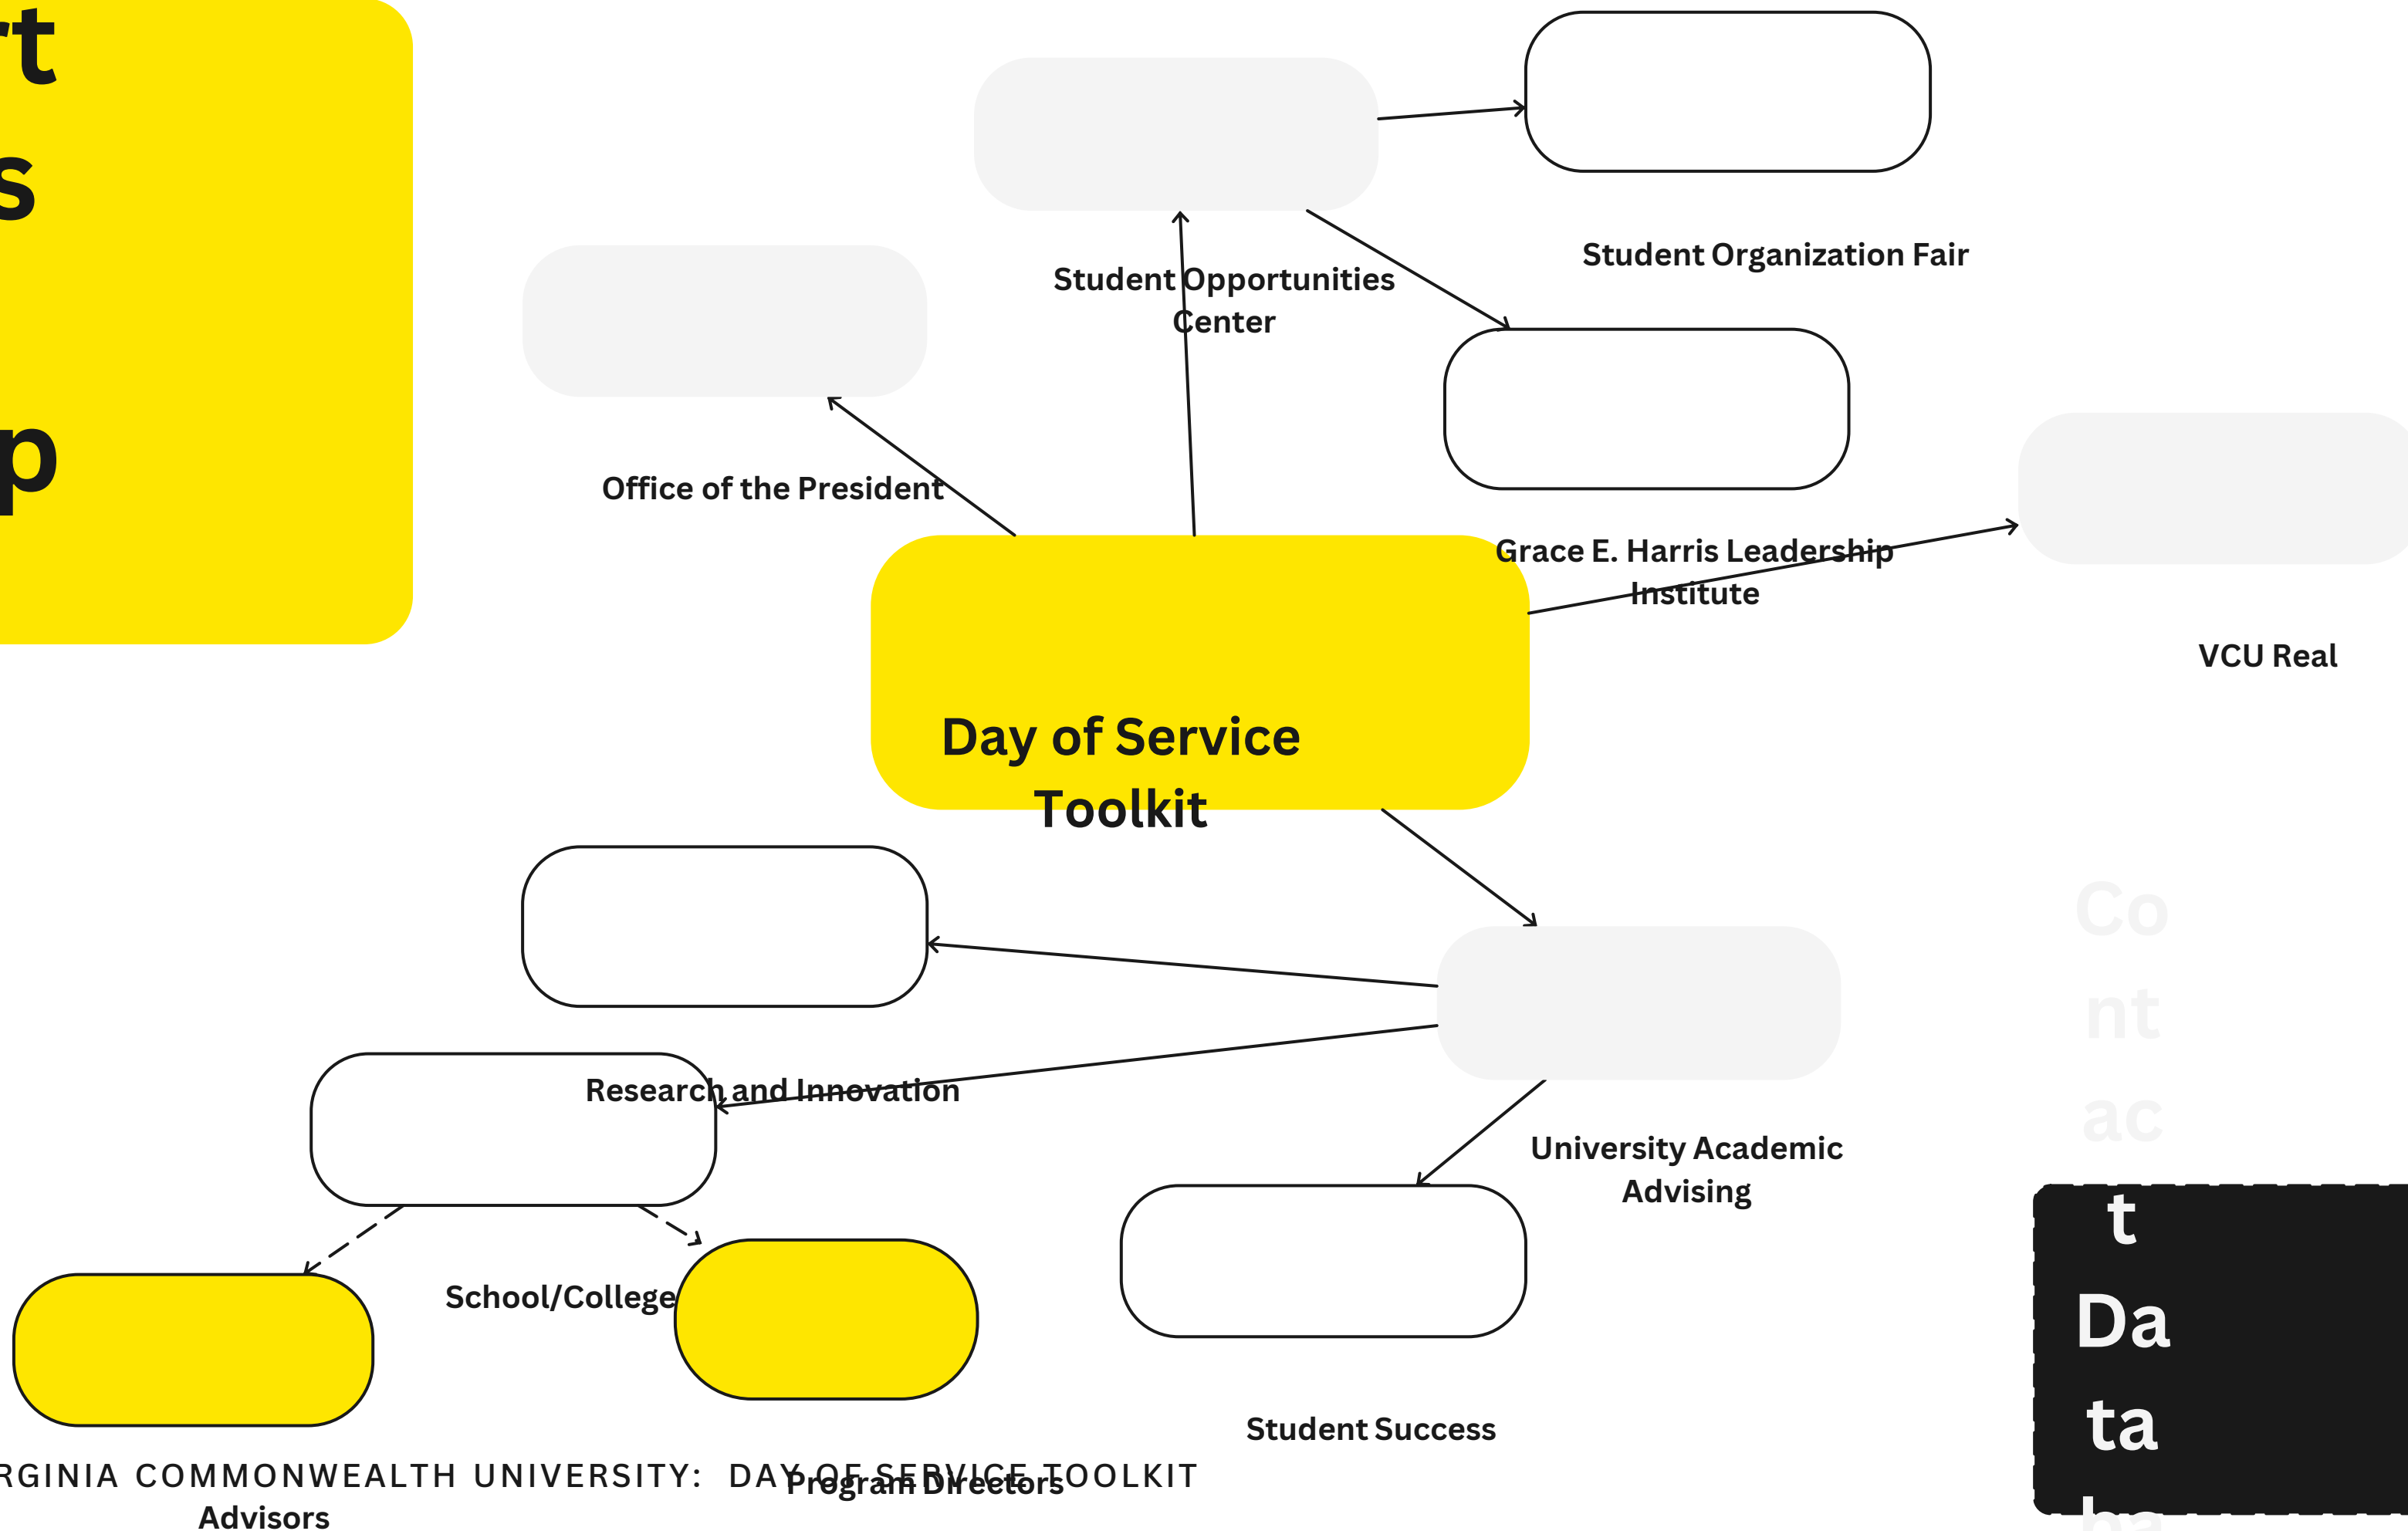 rt
s
p
Student Organization Fair
Student Opportunities
Center
Office of the President
Grace E. Harris Leadership
Institute
VCU Real
Day of Service
Toolkit
Co
nt
ac
t
Da
ta
ba
Research and Innovation
University Academic
Advising
School/College
Student Success
RGINIA COMMONWEALTH UNIVERSITY: DAY OF SERVICE TOOLKIT
Program Directors
Advisors